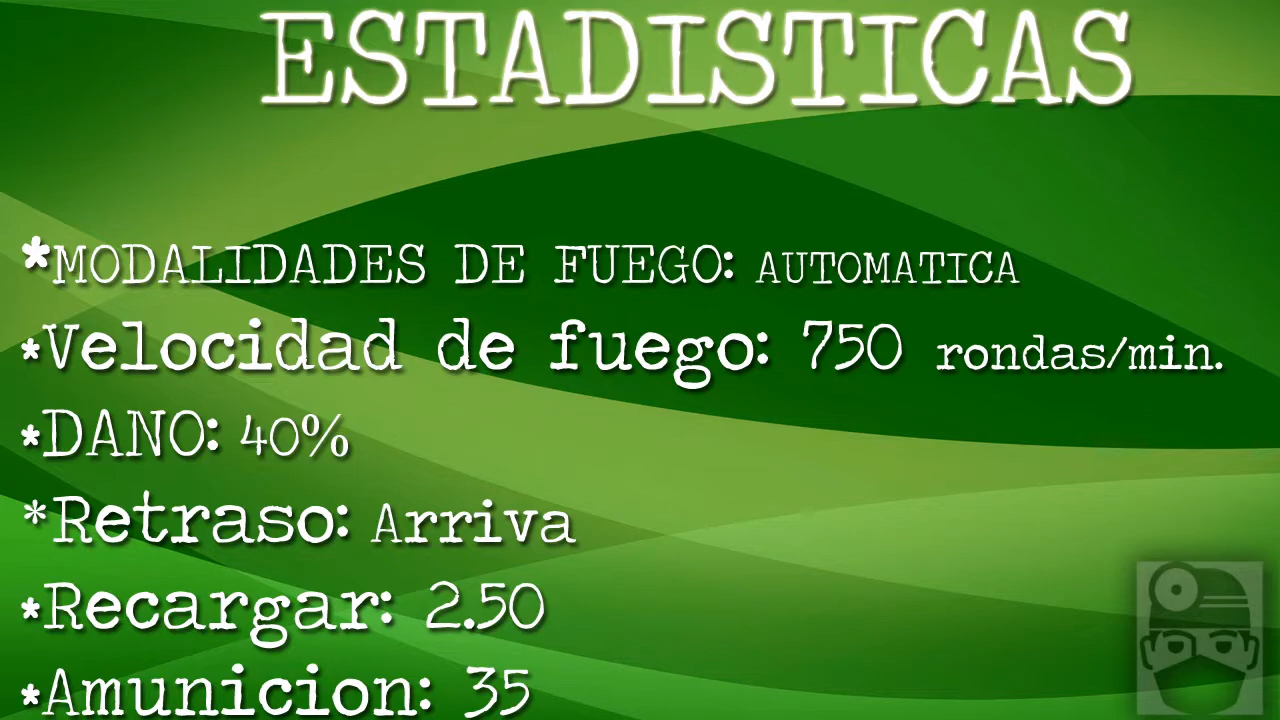 ESTADISTICAS
*MODALIDADES DE FUEGO: AUTOMATICA
*Velocidad de fuego: 750 rondas/min.
*DANO: 40%
*Retraso: Arriva
*Recargar: 2.50
*Amunicion: 35